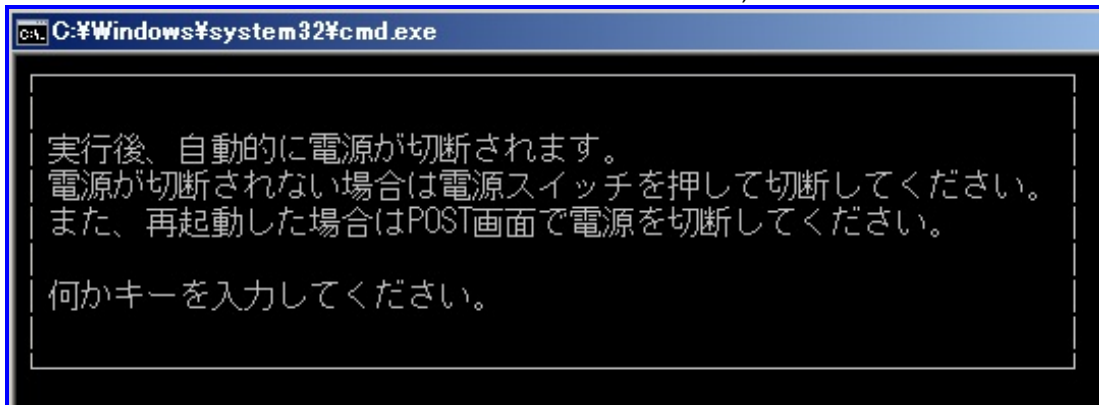 C:¥Windows¥system32¥cmd.exe
実行後、自動的に電源が切断されます。
電源が切断されない場合は電源スイッチを押して切断してください。
また、再起動した場合はPOST画面で電源を切断してください。
何かキーを入力してください。